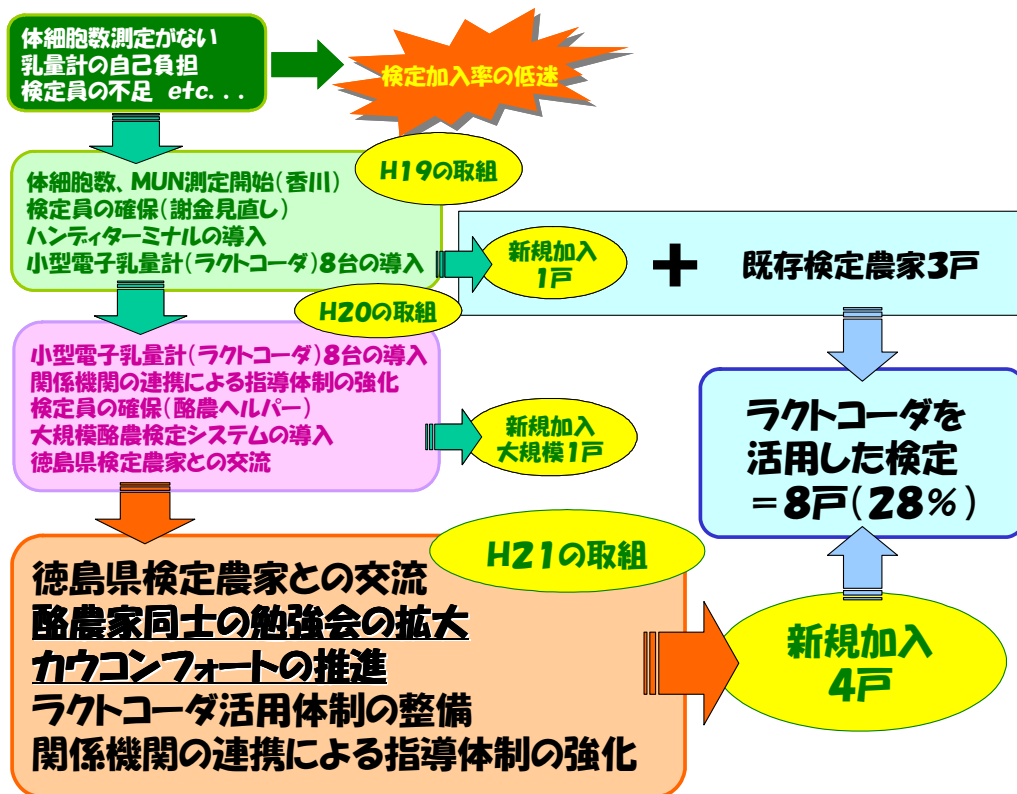 体細胞数測定がない
乳量計の自己負担
検定員の不足 etc...
検定加入率の低迷
H19の取組
体細胞数、MUN測定開始(香川)
検定員の確保(謝金見直し)
ハンディターミナルの導入
小型電子乳量計(ラクトコーダ)8台の導入
新規加入
1戸
+
既存検定農家3戸
H20の取組
小型電子乳量計(ラクトコーダ)8台の導入
関係機関の連携による指導体制の強化
検定員の確保(酪農ヘルパー)
大規模酪農検定システムの導入
徳島県検定農家との交流
新規加入
大規模1戸
ラクトコーダを
活用した検定
=8戸(28%)
H21の取組
徳島県検定農家との交流
酪農家同士の勉強会の拡大
カウコンフォートの推進
ラクトコーダ活用体制の整備
関係機関の連携による指導体制の強化
新規加入
4戸